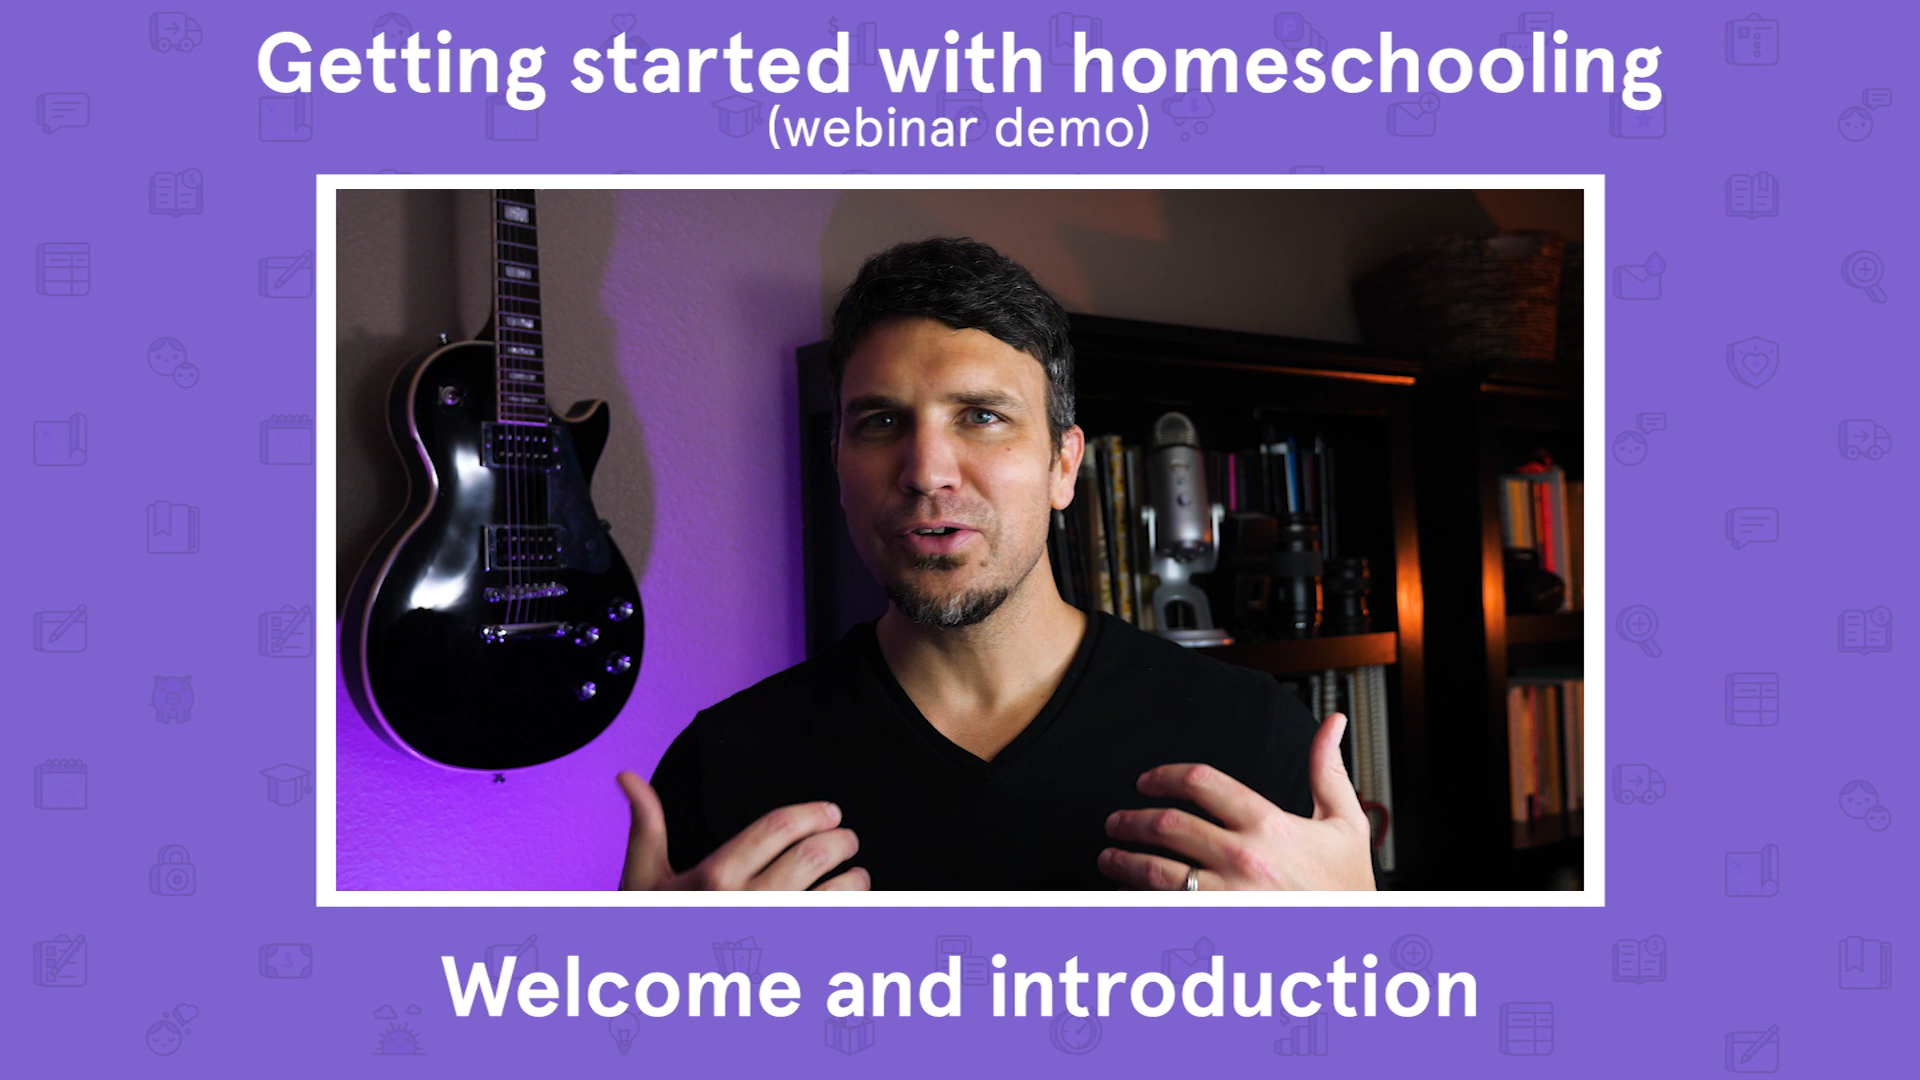 Getting started with homeschooling
(webinar demo)
Welcome and introduction